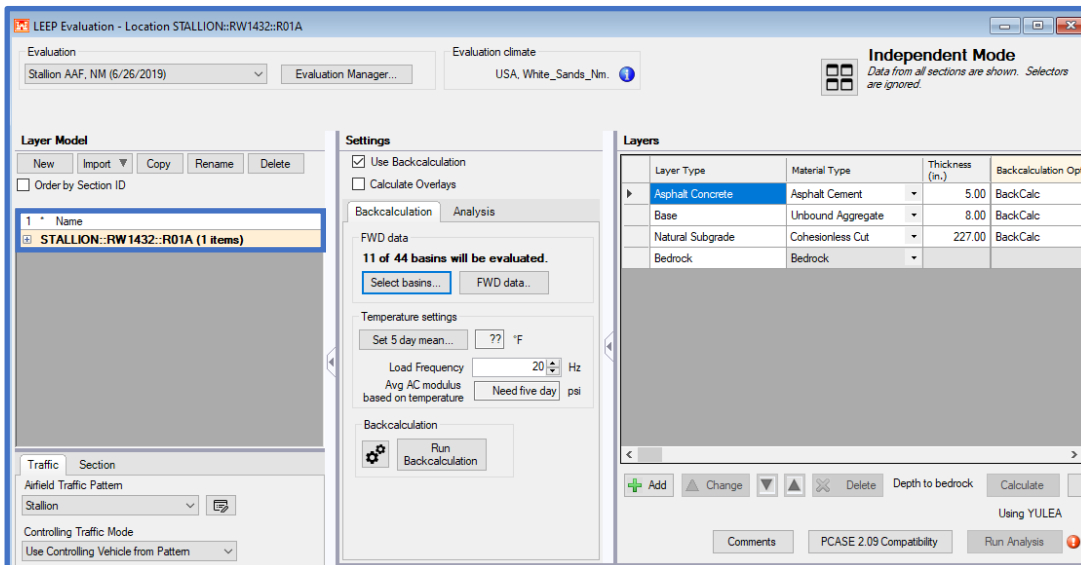 LEEP Evaluation - Location STALLION::RW1432::R01A
Evaluation
Stallion AAF, NM (6/26/2019)
Evaluation Manager...
Evaluation climate
USA, White_Sands_Nm.
Independent Mode
Data from all sections are shown. Selectors
are ignored.
Layer Model
New Import Copy Rename Delete
Order by Section ID
1 * Name
STALLION::RW1432::R01A (1 items)
Traffic Section
Airfield Traffic Pattern
Stallion
Controlling Traffic Mode
Use Controlling Vehicle from Pattern
Settings
Use Backcalculation
Calculate Overlays
Backcalculation Analysis
FWD data
11 of 44 basins will be evaluated.
Select basins... FWD data..
Temperature settings
Set 5 day mean... ?? °F
Load Frequency 20 Hz
Avg AC modulus
based on temperature Need five day psi
Backcalculation
Run
Backcalculation
Layers
Layer Type Material Type Thickness
(in.) Backcalculation Opt
Asphalt Concrete Asphalt Cement 5.00 BackCalc
Base Unbound Aggregate 8.00 BackCalc
Natural Subgrade Cohesionless Cut 227.00 BackCalc
Bedrock Bedrock
Add Change Delete Depth to bedrock Calculate
Using YULEA
Comments PCASE 2.09 Compatibility Run Analysis